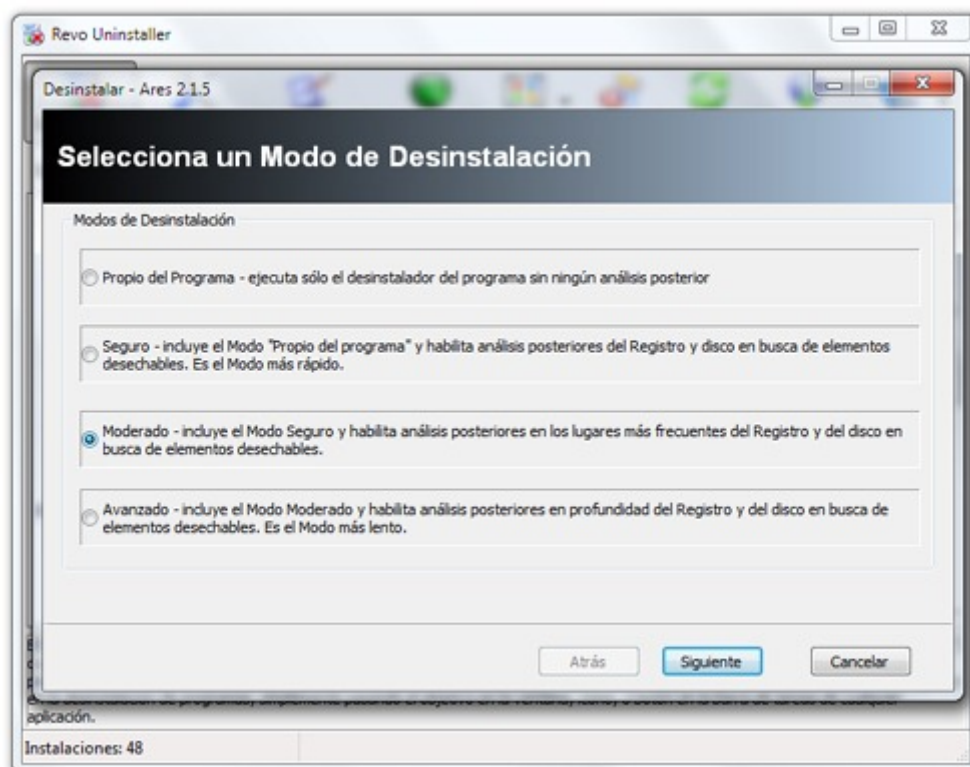 Revo Uninstaller
Desinstalar - Ares 2.1.5
Selecciona un Modo de Desinstalación
Modos de Desinstalación
Propio del Programa - ejecuta sólo el desinstalador del programa sin ningún análisis posterior
Seguro - incluye el Modo "Propio del programa" y habilita análisis posteriores del Registro y disco en busca de elementos
desechables. Es el Modo más rápido.
Moderado - incluye el Modo Seguro y habilita análisis posteriores en los lugares más frecuentes del Registro y del disco en
busca de elementos desechables.
Avanzado - incluye el Modo Moderado y habilita análisis posteriores en profundidad del Registro y del disco en busca de
elementos desechables. Es el Modo más lento.
Atrás
Siguiente
Cancelar
aplicación.
Instalaciones: 48